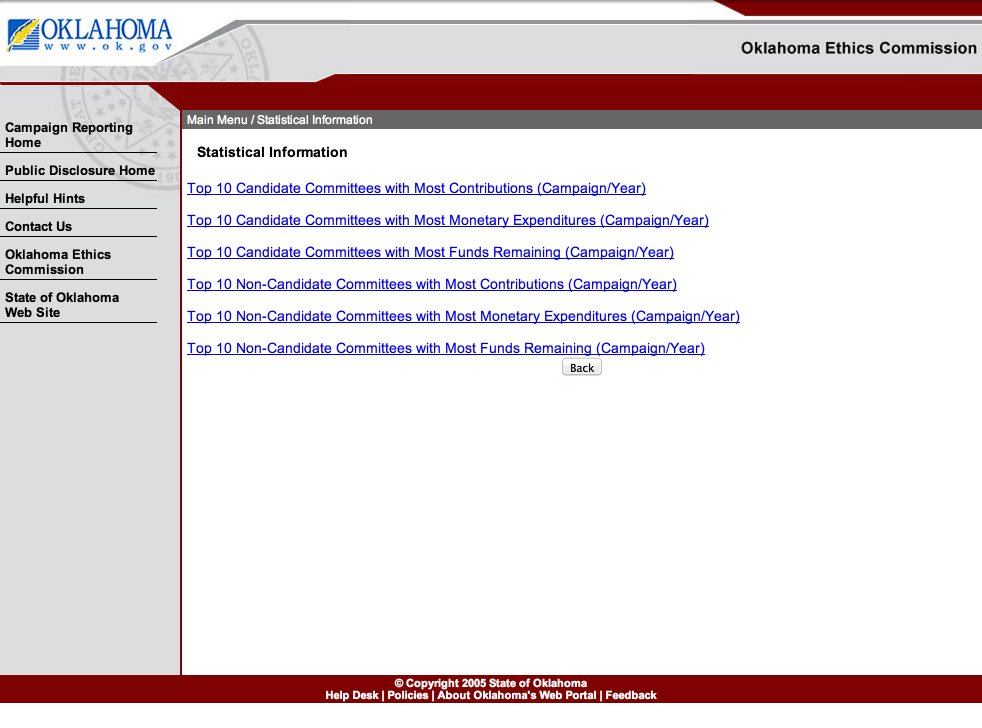 OKLAHOMA
www.ok.gov
Oklahoma Ethics Commission
Campaign Reporting
Home
Public Disclosure Home
Helpful Hints
Contact Us
Oklahoma Ethics
Commission
State of Oklahoma
Web Site
Main Menu / Statistical Information
Statistical Information
Top 10 Candidate Committees with Most Contributions (Campaign/Year)
Top 10 Candidate Committees with Most Monetary Expenditures (Campaign/Year)
Top 10 Candidate Committees with Most Funds Remaining (Campaign/Year)
Top 10 Non-Candidate Committees with Most Contributions (Campaign/Year)
Top 10 Non-Candidate Committees with Most Monetary Expenditures (Campaign/Year)
Top 10 Non-Candidate Committees with Most Funds Remaining (Campaign/Year)
Back
© Copyright 2005 State of Oklahoma
Help Desk | Policies | About Oklahoma's Web Portal | Feedback